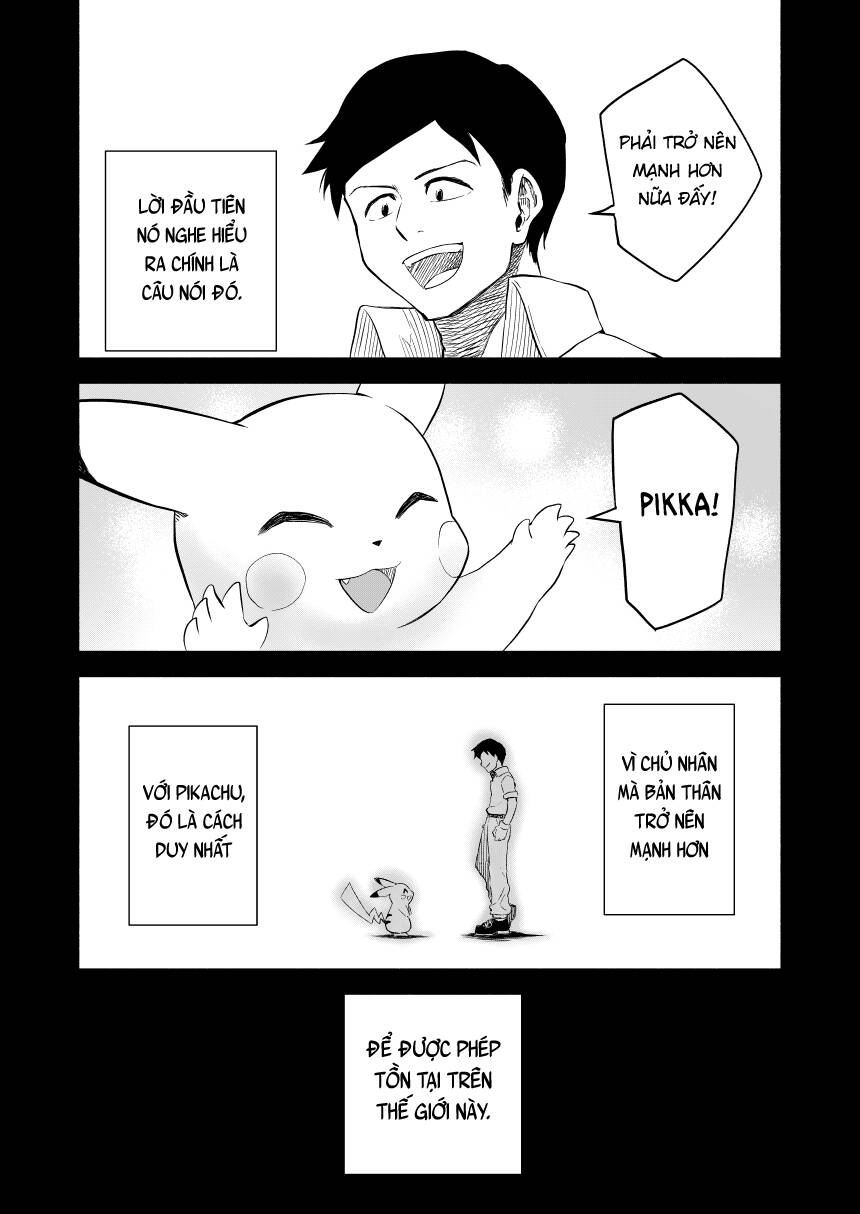 PHẢI TRỞ NÊN
MẠNH HƠN
NỮA ĐẤY!
LỜI ĐẦU TIÊN
NÓ NGHE HIỂU
RA CHÍNH LÀ
CÂU NÓI ĐÓ.
PIKKA!
VÌ CHỦ NHÂN
MÀ BẢN THÂN
TRỞ NÊN
MẠNH HƠN
VỚI PIKACHU,
ĐÓ LÀ CÁCH
DUY NHẤT
ĐỂ ĐƯỢC PHÉP
TỒN TẠI TRÊN
THẾ GIỚI NÀY.